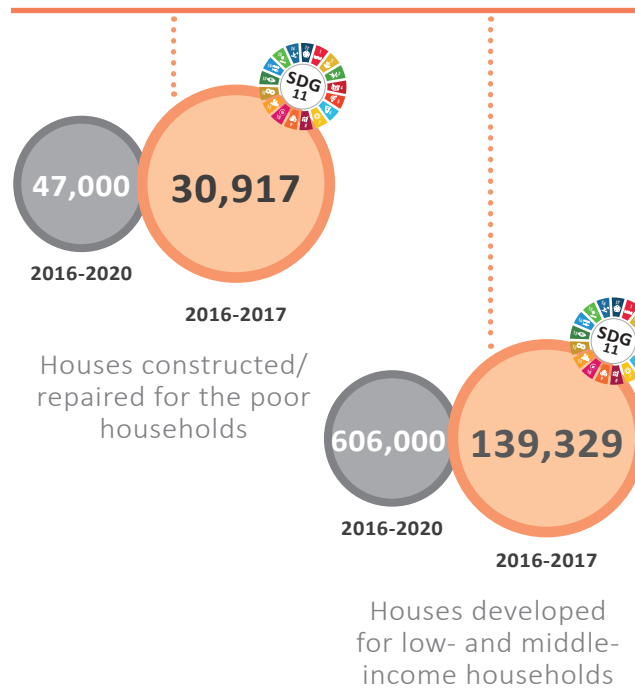 SDG
11
47,000
30,917
2016-2020
2016-2017
Houses constructed/
repaired for the poor
households
SDG
11
606,000
139,329
2016-2020
2016-2017
Houses developed
for low- and middle-
income households